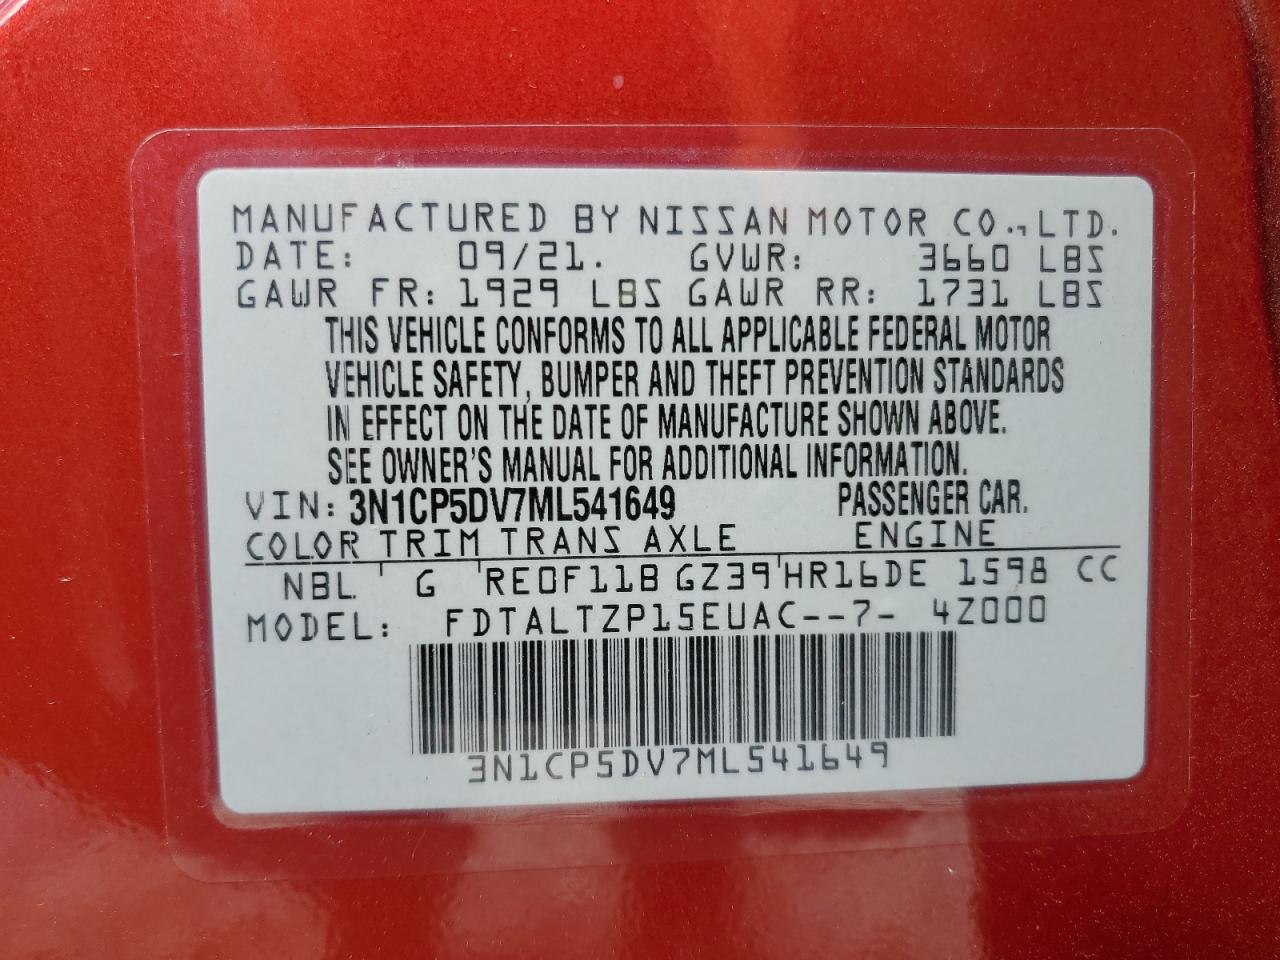 MANUFACTURED BY NISSAN MOTOR CO., LTD.
DATE: 09/21. GVWR: 3660 LBS
GAWR FR: 1929 LBS GAWR RR: 1731 LBS
THIS VEHICLE CONFORMS TO ALL APPLICABLE FEDERAL MOTOR
VEHICLE SAFETY, BUMPER AND THEFT PREVENTION STANDARDS
IN EFFECT ON THE DATE OF MANUFACTURE SHOWN ABOVE.
SEE OWNER'S MANUAL FOR ADDITIONAL INFORMATION.
VIN: 3N1CP5DV7ML541649 PASSENGER CAR.
COLOR TRIM TRANS AXLE ENGINE
NBL G RE0F11B GZ39 HR16DE 1598 CC
MODEL: FDTALTZP15EUAC--7- 4Z000
3N1CP5DV7ML541649